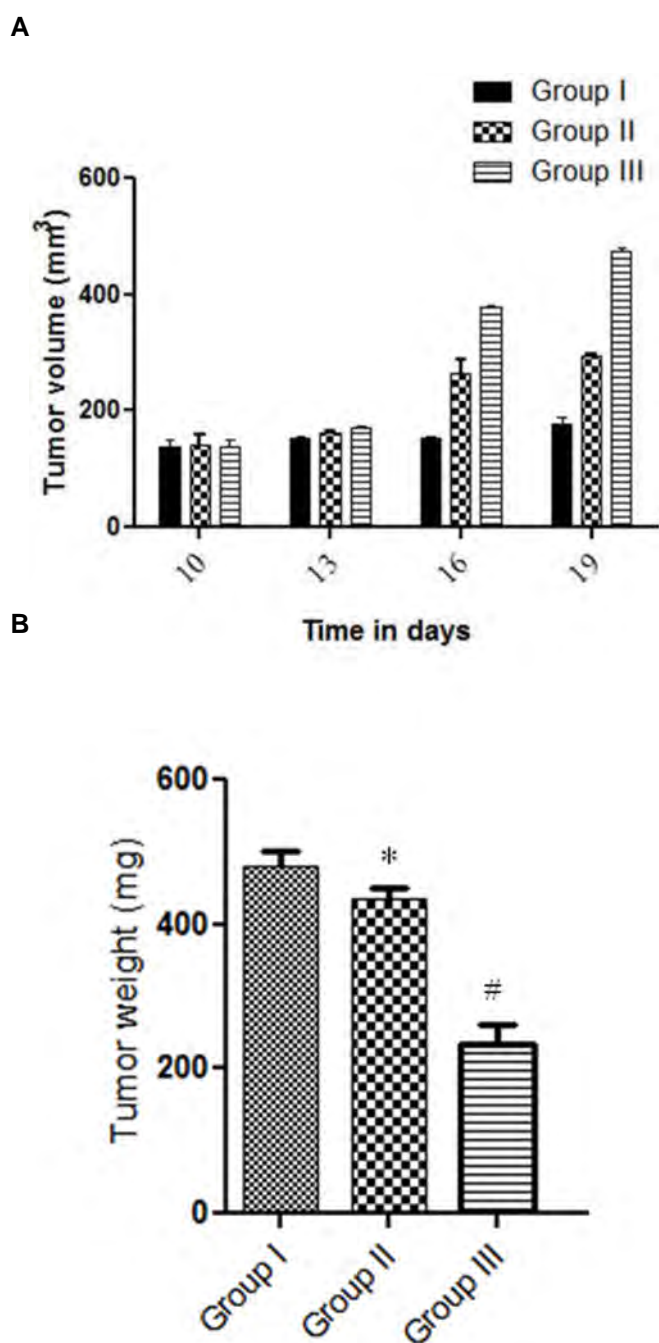 A
Group I
Group II
Group III
Tumor volume (mm³)
600
400
200
0
10 13 16 19
Time in days
B
Tumor weight (mg)
600
400
200
0
*
#
Group I Group II Group III